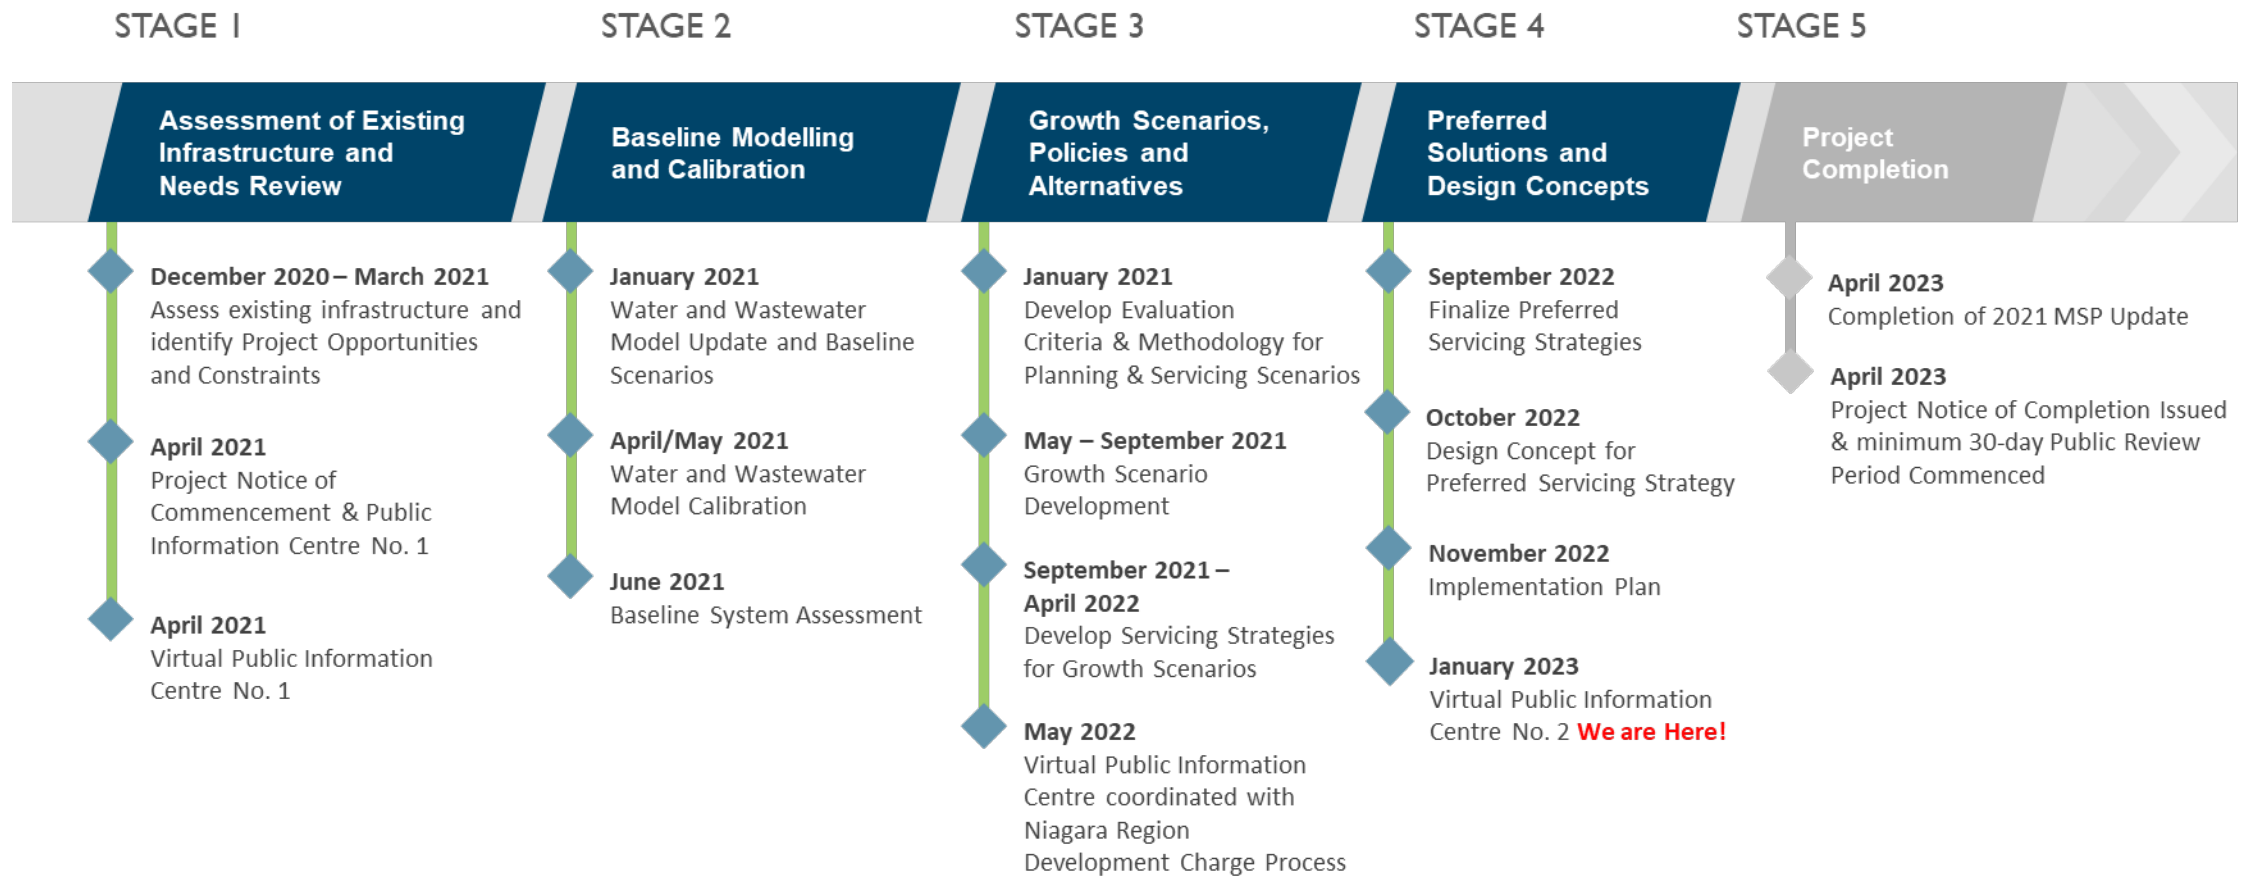 STAGE 1
Assessment of Existing
Infrastructure and
Needs Review
December 2020 – March 2021
Assess existing infrastructure and
identify Project Opportunities
and Constraints
April 2021
Project Notice of
Commencement & Public
Information Centre No. 1
April 2021
Virtual Public Information
Centre No. 1
STAGE 2
Baseline Modelling
and Calibration
January 2021
Water and Wastewater
Model Update and Baseline
Scenarios
April/May 2021
Water and Wastewater
Model Calibration
June 2021
Baseline System Assessment
STAGE 3
Growth Scenarios,
Policies and
Alternatives
January 2021
Develop Evaluation
Criteria & Methodology for
Planning & Servicing Scenarios
May – September 2021
Growth Scenario
Development
September 2021 –
April 2022
Develop Servicing Strategies
for Growth Scenarios
May 2022
Virtual Public Information
Centre coordinated with
Niagara Region
Development Charge Process
STAGE 4
Preferred
Solutions and
Design Concepts
September 2022
Finalize Preferred
Servicing Strategies
October 2022
Design Concept for
Preferred Servicing Strategy
November 2022
Implementation Plan
January 2023
Virtual Public Information
Centre No. 2 We are Here!
STAGE 5
Project
Completion
April 2023
Completion of 2021 MSP Update
April 2023
Project Notice of Completion Issued
& minimum 30-day Public Review
Period Commenced